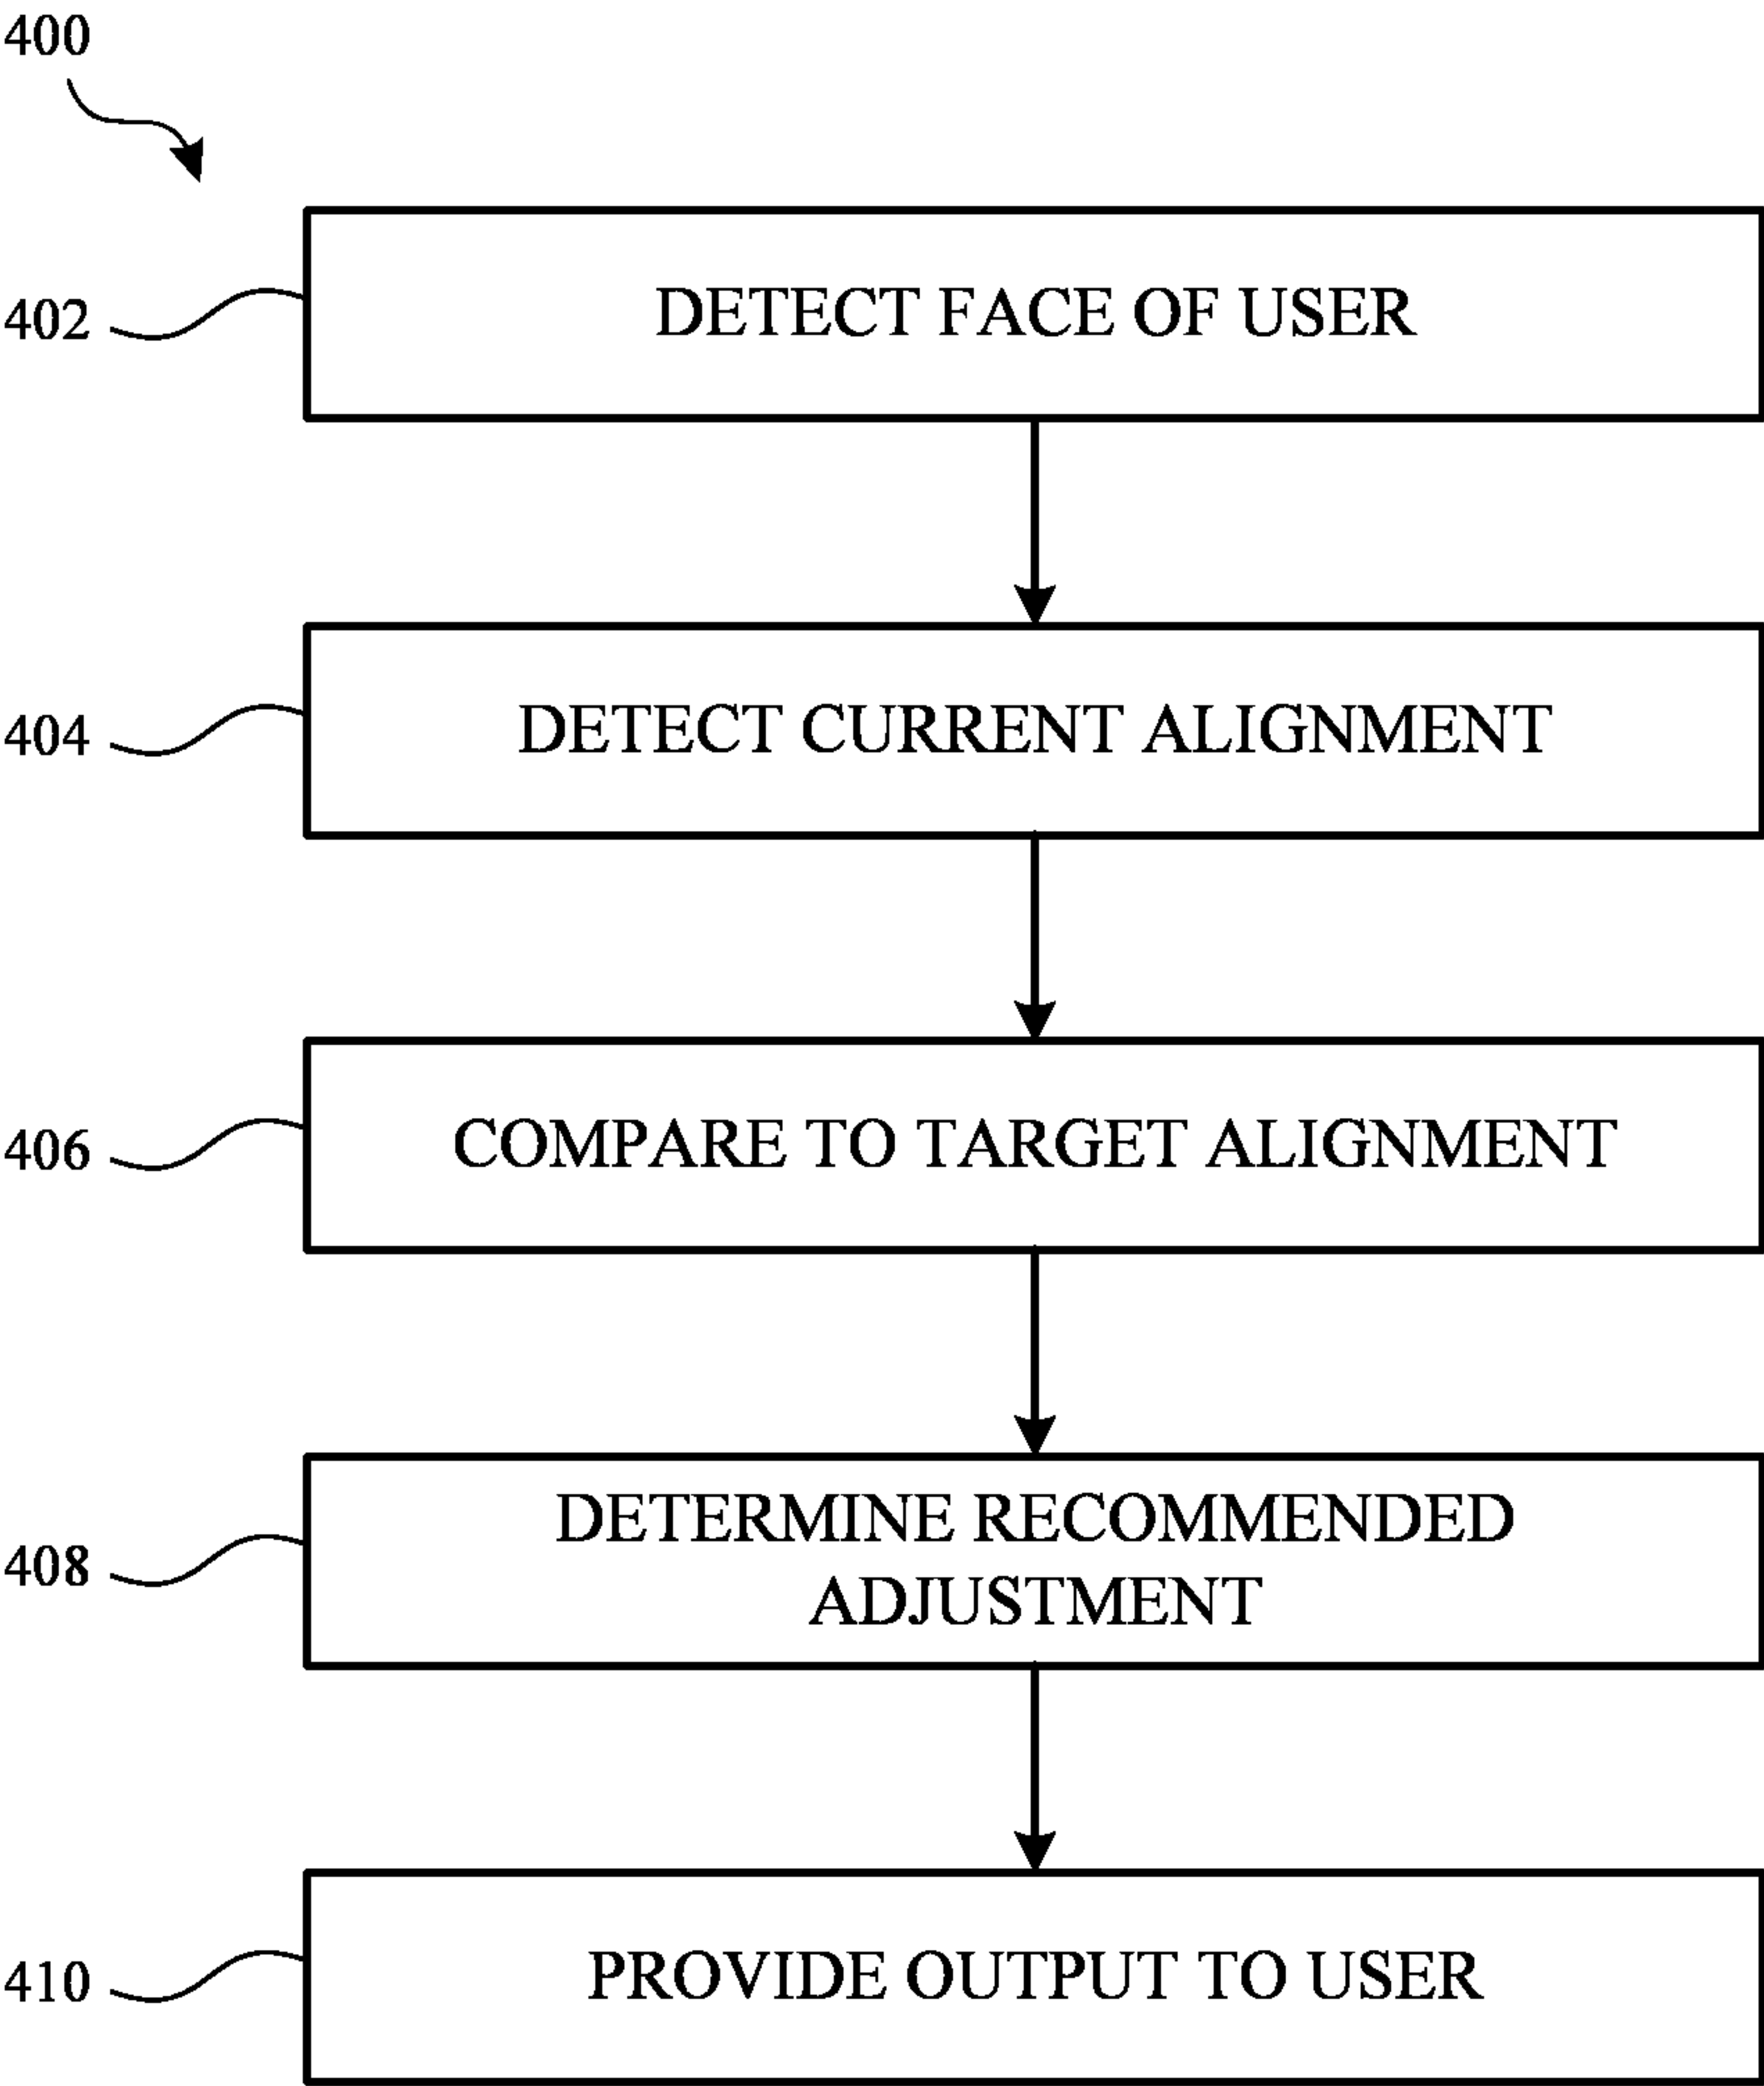 400
402
DETECT FACE OF USER
404
DETECT CURRENT ALIGNMENT
406
COMPARE TO TARGET ALIGNMENT
408
DETERMINE RECOMMENDED
ADJUSTMENT
410
PROVIDE OUTPUT TO USER